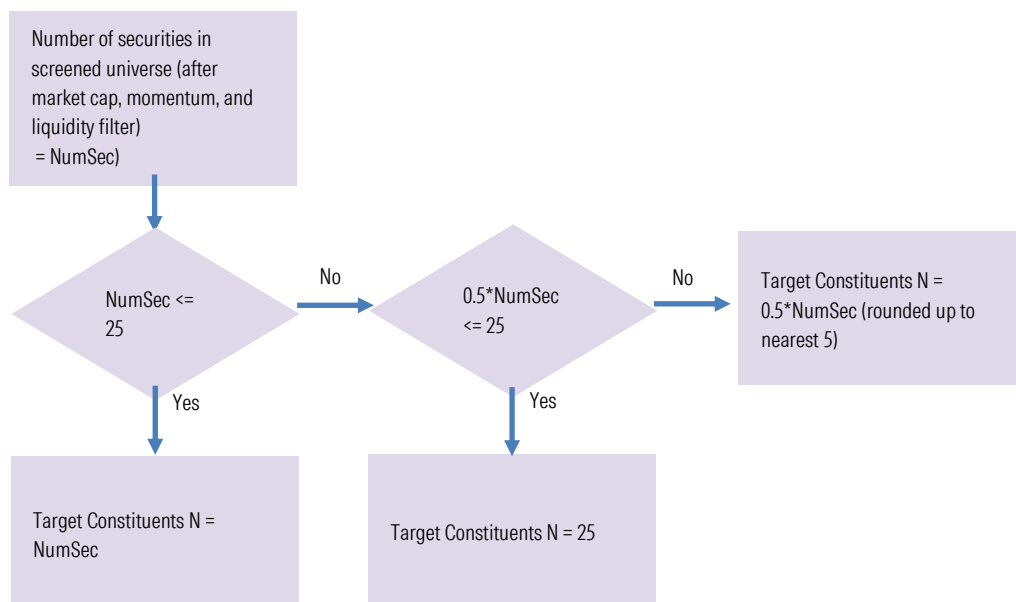 Number of securities in
screened universe (after
market cap, momentum, and
liquidity filter)
= NumSec)
NumSec <=
25
No
0.5*NumSec
<= 25
No
Target Constituents N =
0.5*NumSec (rounded up to
nearest 5)
Yes
Yes
Target Constituents N =
NumSec
Target Constituents N = 25